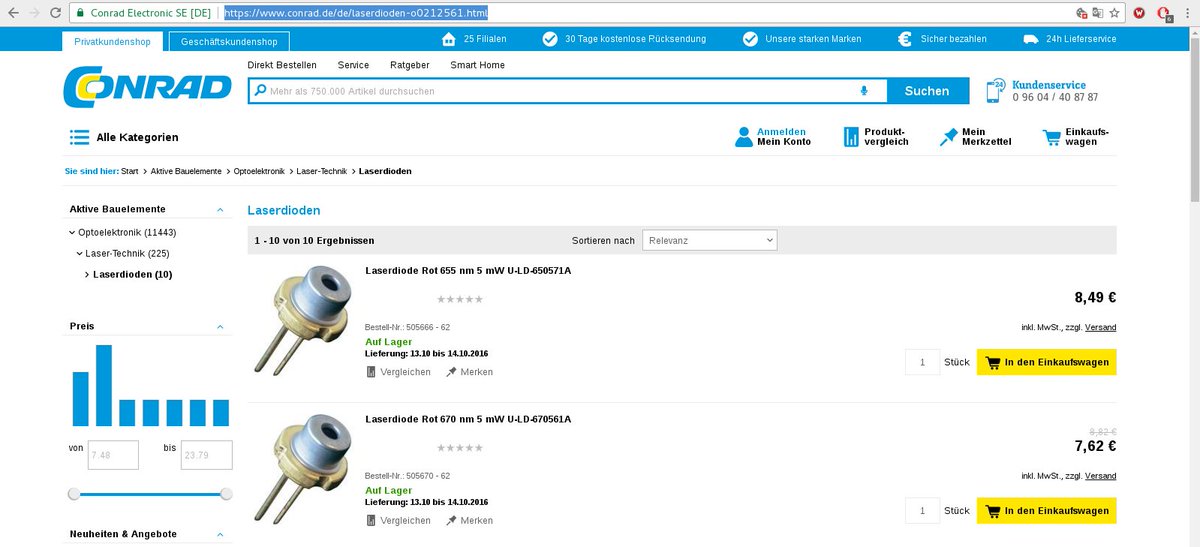 Conrad Electronic SE [DE] https://www.conrad.de/de/laserdioden-o0212561.html
Privatkundenshop Geschäftskundenshop 25 Filialen 30 Tage kostenlose Rücksendung Unsere starken Marken Sicher bezahlen 24h Lieferservice
CONRAD
Direkt Bestellen Service Ratgeber Smart Home
Mehr als 750.000 Artikel durchsuchen Suchen
24 Kundenservice
0 96 04 / 40 87 87
Alle Kategorien
Anmelden
Mein Konto
Produkt-
vergleich
Mein
Merkzettel
Einkaufs-
wagen
Sie sind hier: Start > Aktive Bauelemente > Optoelektronik > Laser-Technik > Laserdioden
Aktive Bauelemente
Optoelektronik (11443)
Laser-Technik (225)
Laserdioden (10)
Preis
von 7.48 bis 23.79
Neuheiten & Angebote
Laserdioden
1 - 10 von 10 Ergebnissen Sortieren nach Relevanz
Laserdiode Rot 655 nm 5 mW U-LD-650571A
8,49 €
Bestell-Nr.: 505666 - 62
inkl. MwSt., zzgl. Versand
Auf Lager
Lieferung: 13.10 bis 14.10.2016
1 Stück In den Einkaufswagen
Vergleichen Merken
Laserdiode Rot 670 nm 5 mW U-LD-670561A
8,82 €
7,62 €
Bestell-Nr.: 505670 - 62
inkl. MwSt., zzgl. Versand
Auf Lager
Lieferung: 13.10 bis 14.10.2016
1 Stück In den Einkaufswagen
Vergleichen Merken